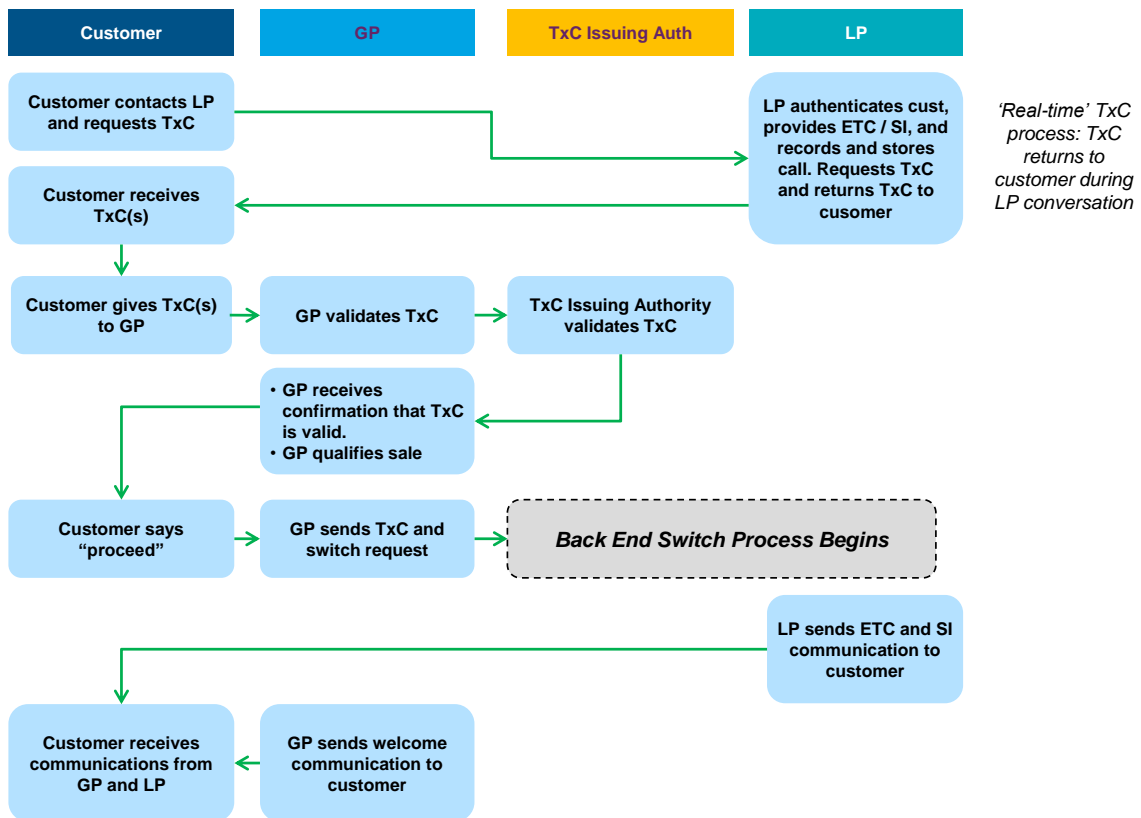 Customer
GP
TxC Issuing Auth
LP
Customer contacts LP
and requests TxC
LP authenticates cust,
provides ETC / SI, and
records and stores
call. Requests TxC
and returns TxC to
cusomer
‘Real-time’ TxC
process: TxC
returns to
customer during
LP conversation
Customer receives
TxC(s)
Customer gives TxC(s)
to GP
GP validates TxC
TxC Issuing Authority
validates TxC
• GP receives
confirmation that TxC
is valid.
• GP qualifies sale
Customer says
“proceed”
GP sends TxC and
switch request
Back End Switch Process Begins
LP sends ETC and SI
communication to
customer
Customer receives
communications from
GP and LP
GP sends welcome
communication to
customer